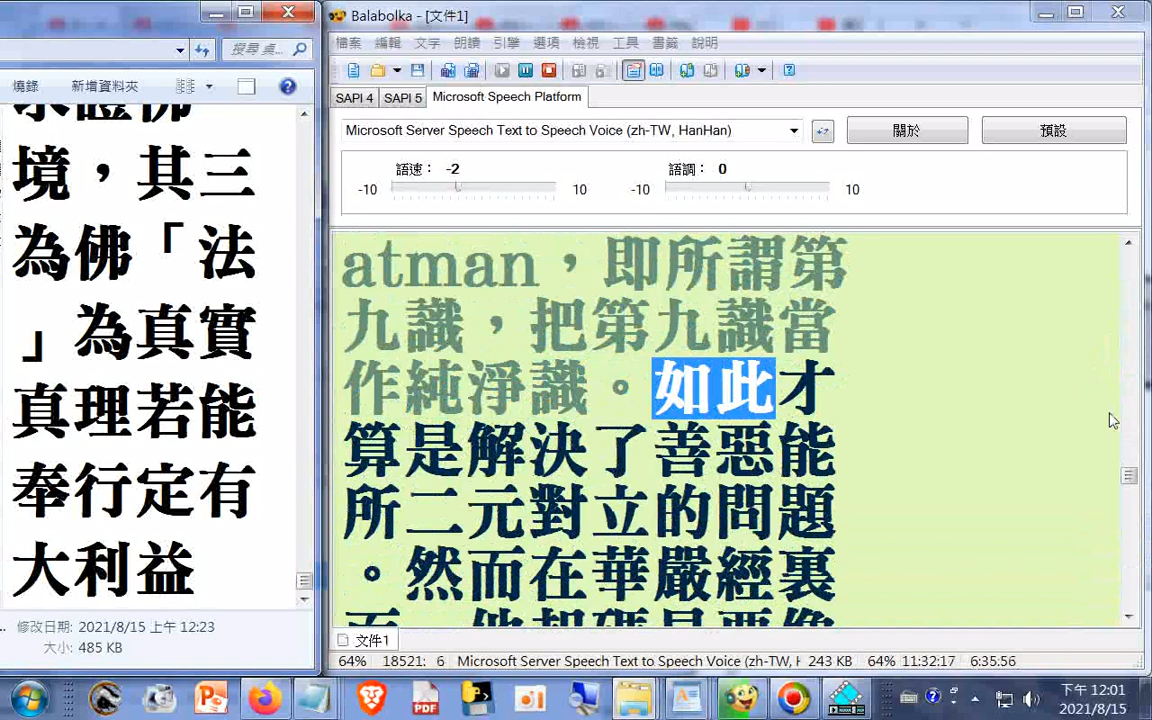 搜尋 桌...
燒錄
新增資料夾
求證佛
境，其三
為佛「法
」為真實
真理若能
奉行定有
大利益
修改日期: 2021/8/15 上午 12:23
大小: 485 KB
Balabolka - [文件1]
檔案 編輯 文字 朗讀 引擎 選項 檢視 工具 書籤 說明
SAPI 4 SAPI 5 Microsoft Speech Platform
Microsoft Server Speech Text to Speech Voice (zh-TW, HanHan)
關於
預設
語速： -2
語調： 0
-10 10 -10 10
atman，即所謂第
九識，把第九識當
作純淨識。如此才
算是解決了善惡能
所二元對立的問題
。然而在華嚴經裏
文件1
64% 18521: 6 Microsoft Server Speech Text to Speech Voice (zh-TW, H 243 KB 64% 11:32:17 6:35.56
PDF
下午 12:01
2021/8/15